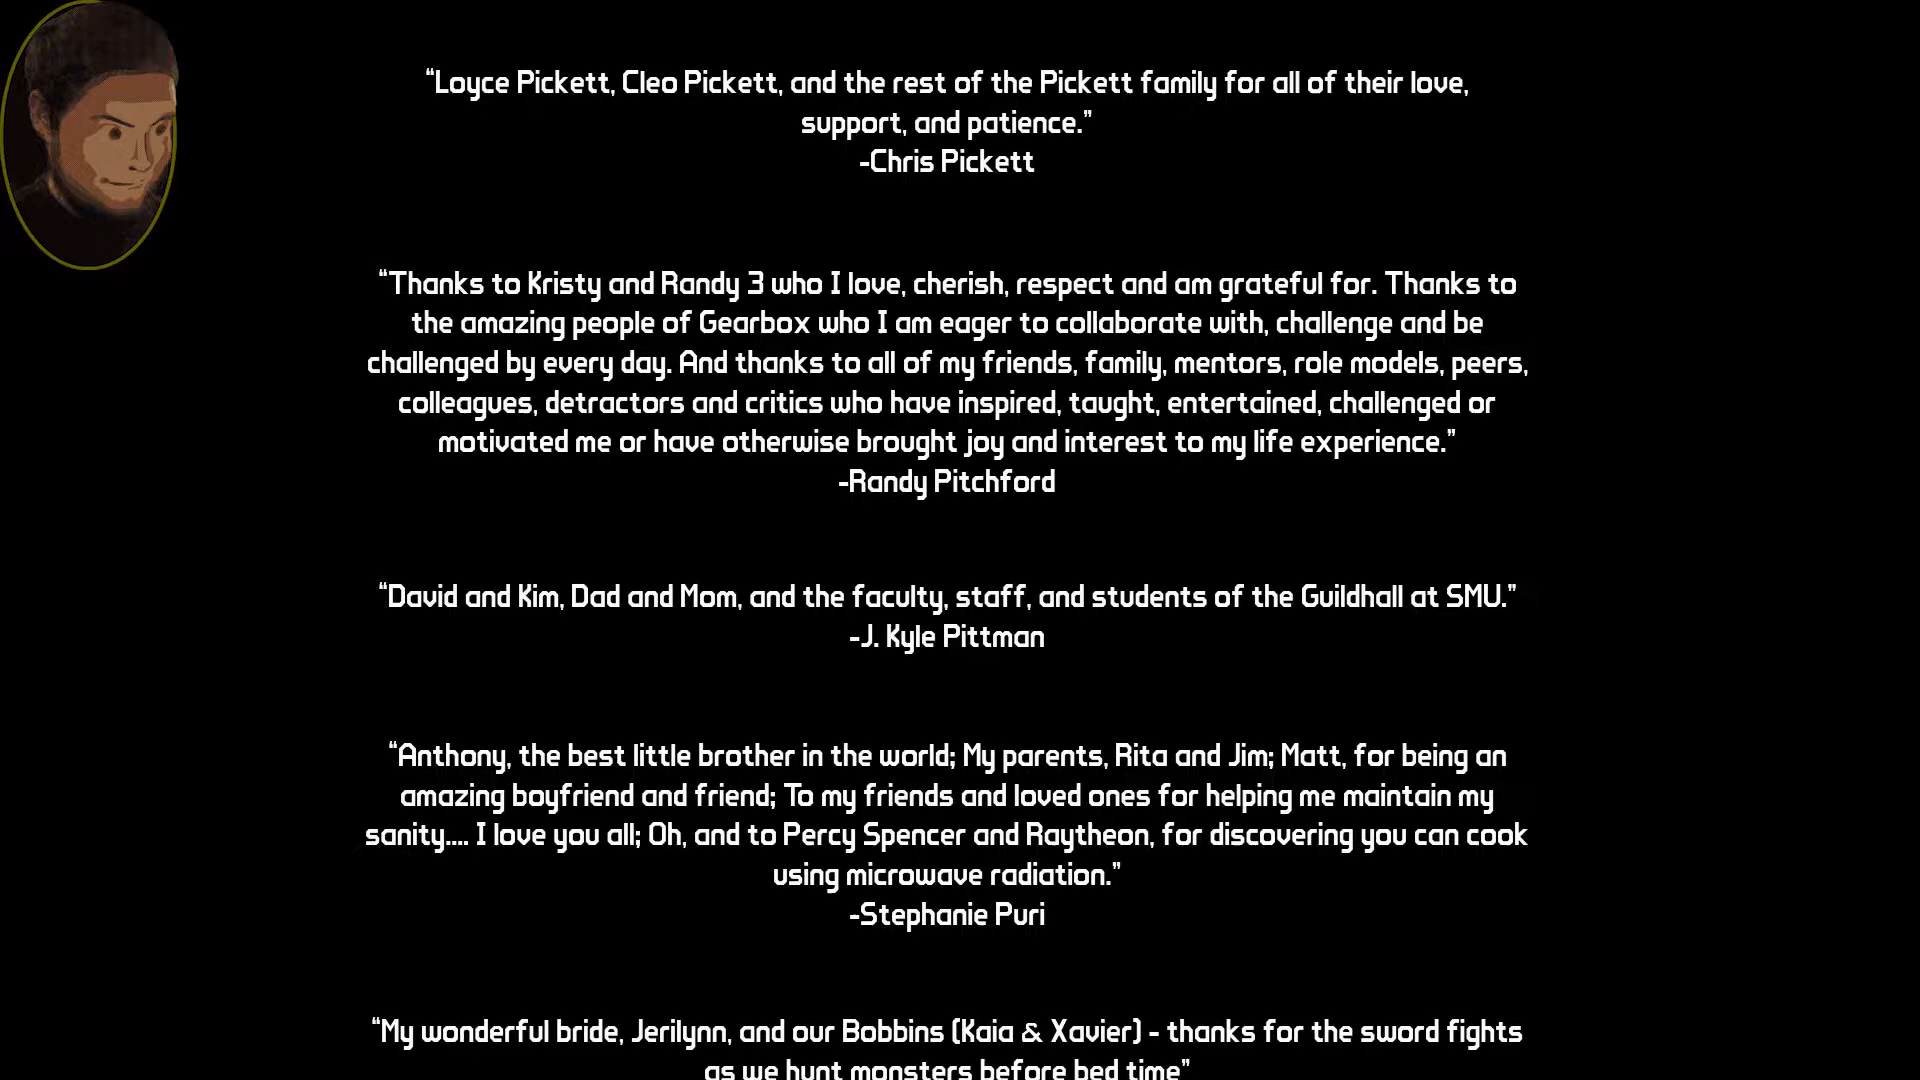 “Loyce Pickett, Cleo Pickett, and the rest of the Pickett family for all of their love,
support, and patience.”
-Chris Pickett
“Thanks to Kristy and Randy 3 who I love, cherish, respect and am grateful for. Thanks to
the amazing people of Gearbox who I am eager to collaborate with, challenge and be
challenged by every day. And thanks to all of my friends, family, mentors, role models, peers,
colleagues, detractors and critics who have inspired, taught, entertained, challenged or
motivated me or have otherwise brought joy and interest to my life experience.”
-Randy Pitchford
“David and Kim, Dad and Mom, and the faculty, staff, and students of the Guildhall at SMU.”
-J. Kyle Pittman
“Anthony, the best little brother in the world; My parents, Rita and Jim; Matt, for being an
amazing boyfriend and friend; To my friends and loved ones for helping me maintain my
sanity.... I love you all; Oh, and to Percy Spencer and Raytheon, for discovering you can cook
using microwave radiation.”
-Stephanie Puri
“My wonderful bride, Jerilynn, and our Bobbins (Kaia & Xavier) - thanks for the sword fights
as we hunt monsters before bed time”